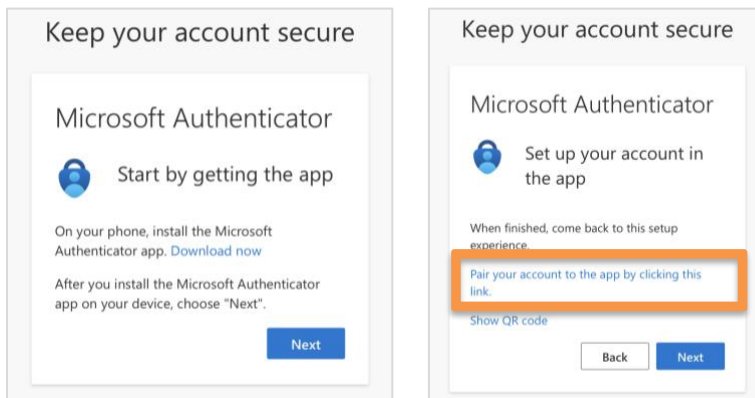 Keep your account secure
Microsoft Authenticator
Start by getting the app
On your phone, install the Microsoft
Authenticator app. Download now
After you install the Microsoft Authenticator
app on your device, choose "Next".
Next
Keep your account secure
Microsoft Authenticator
Set up your account in
the app
When finished, come back to this setup
experience.
Pair your account to the app by clicking this
link.
Show QR code
Back
Next